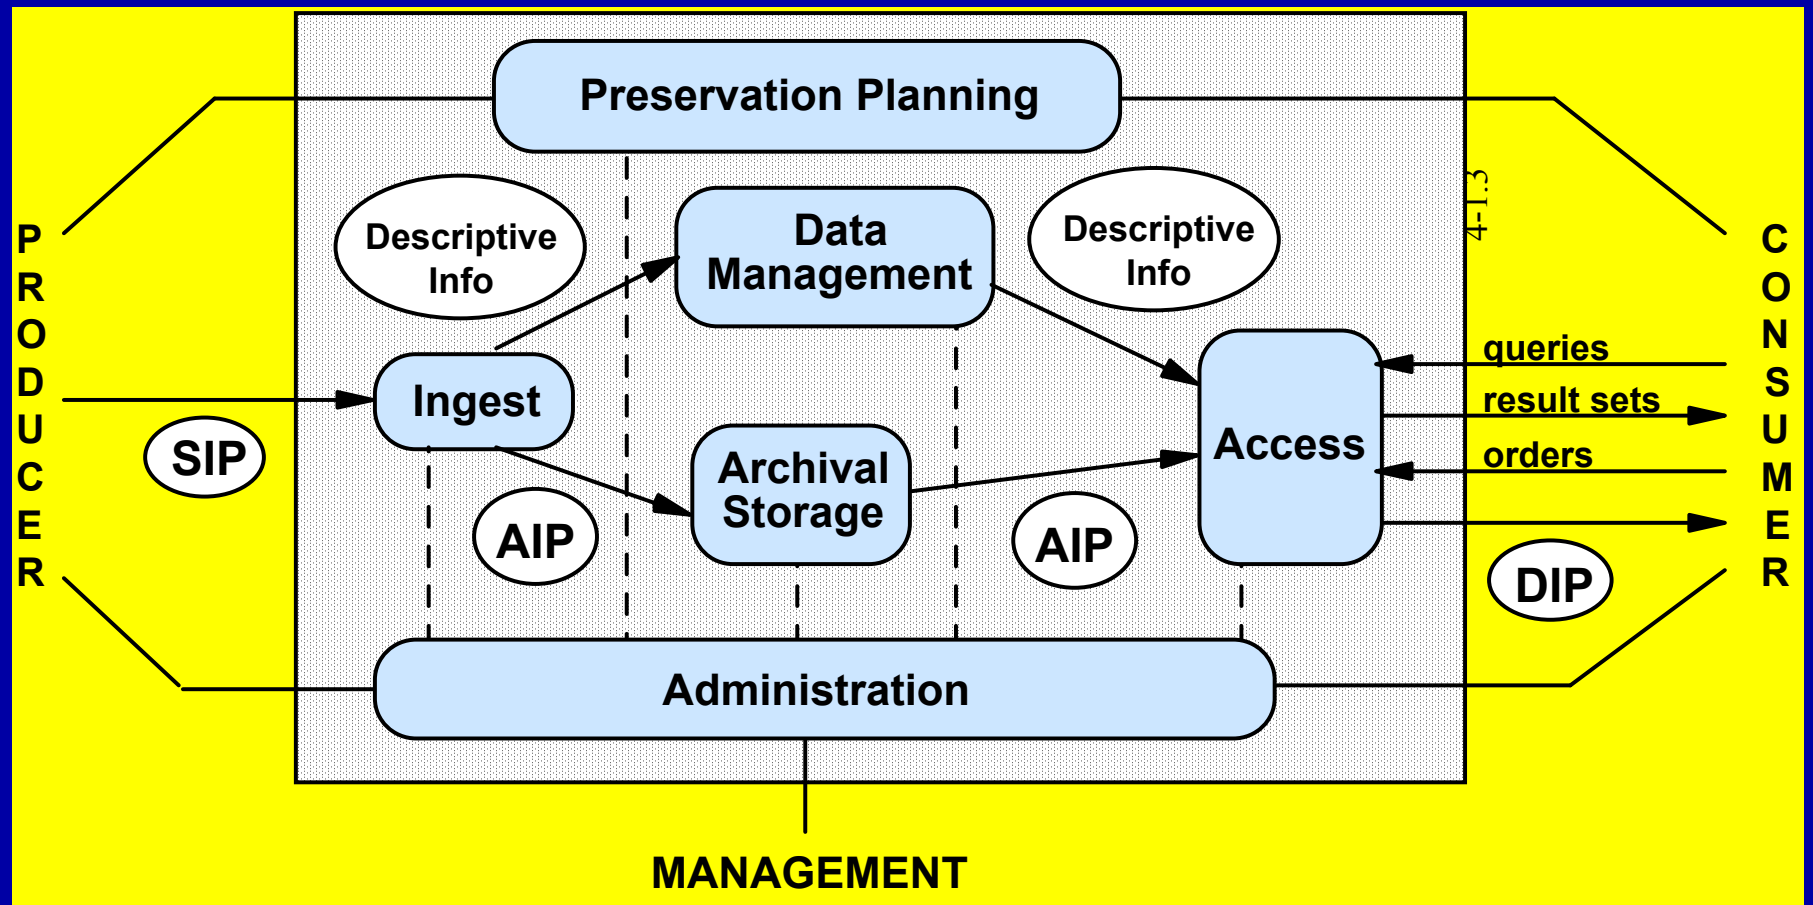 Preservation Planning
4-1.3
Descriptive
Info
Data
Management
Descriptive
Info
PRODUCER
CONSUMER
Ingest
queries
result sets
orders
Access
SIP
Archival
Storage
AIP
AIP
DIP
Administration
MANAGEMENT